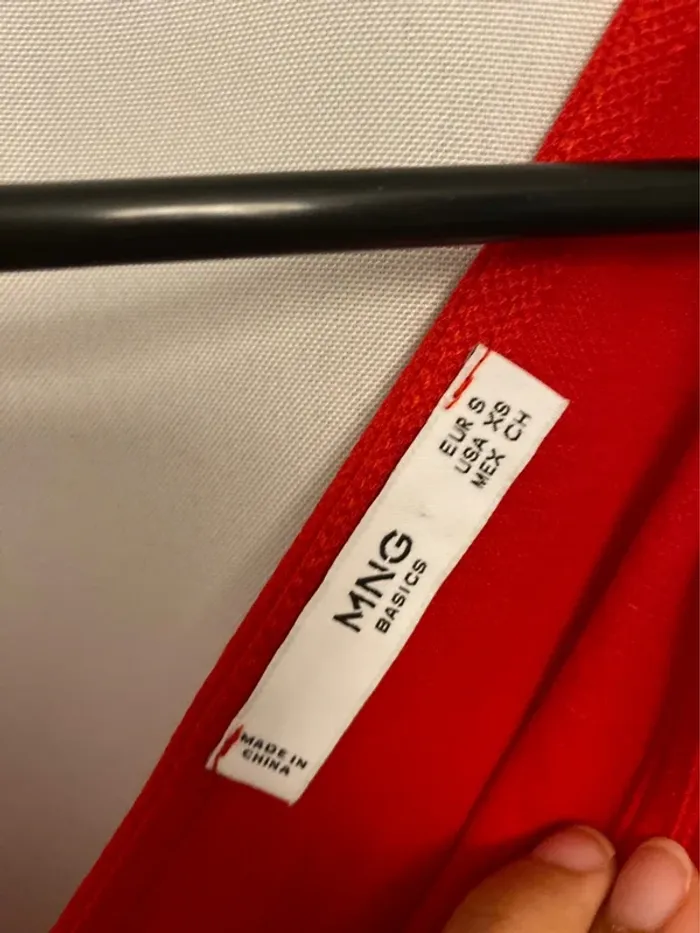 EUR S
USA XS
MEX CH
MNG
BASICS
MADE IN
CHINA